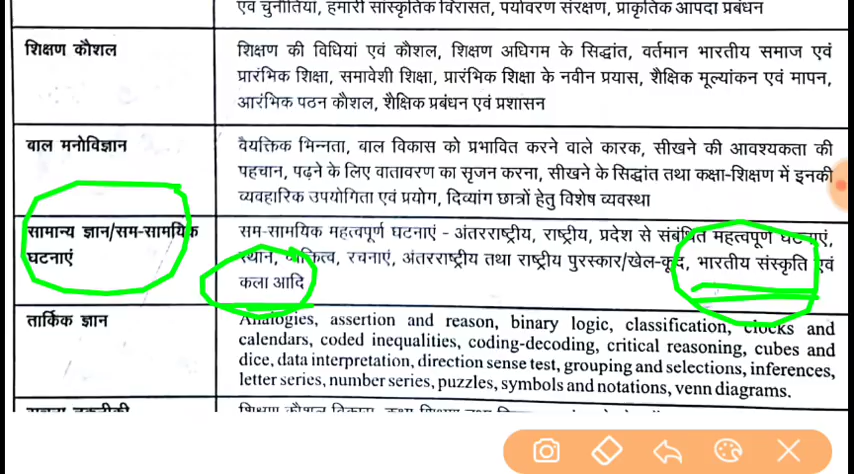 एवं चुनौतियां, हमारी सांस्कृतिक विरासत, पर्यावरण संरक्षण, प्राकृतिक आपदा प्रबंधन
शिक्षण कौशल
शिक्षण की विधियां एवं कौशल, शिक्षण अधिगम के सिद्धांत, वर्तमान भारतीय समाज एवं
प्रारंभिक शिक्षा, समावेशी शिक्षा, प्रारंभिक शिक्षा के नवीन प्रयास, शैक्षिक मूल्यांकन एवं मापन,
आरंभिक पठन कौशल, शैक्षिक प्रबंधन एवं प्रशासन
बाल मनोविज्ञान
वैयक्तिक भिन्नता, बाल विकास को प्रभावित करने वाले कारक, सीखने की आवश्यकता की
पहचान, पढ़ने के लिए वातावरण का सृजन करना, सीखने के सिद्धांत तथा कक्षा-शिक्षण में इनकी
व्यवहारिक उपयोगिता एवं प्रयोग, दिव्यांग छात्रों हेतु विशेष व्यवस्था
सामान्य ज्ञान/सम-सामयिक
घटनाएं
सम-सामयिक महत्वपूर्ण घटनाएं - अंतरराष्ट्रीय, राष्ट्रीय, प्रदेश से संबंधित महत्वपूर्ण घटनाएं,
स्थान, व्यक्तित्व, रचनाएं, अंतरराष्ट्रीय तथा राष्ट्रीय पुरस्कार/खेल-कूद, भारतीय संस्कृति एवं
कला आदि
तार्किक ज्ञान
Analogies, assertion and reason, binary logic, classification, clocks and
calendars, coded inequalities, coding-decoding, critical reasoning, cubes and
dice, data interpretation, direction sense test, grouping and selections, inferences,
letter series, number series, puzzles, symbols and notations, venn diagrams.